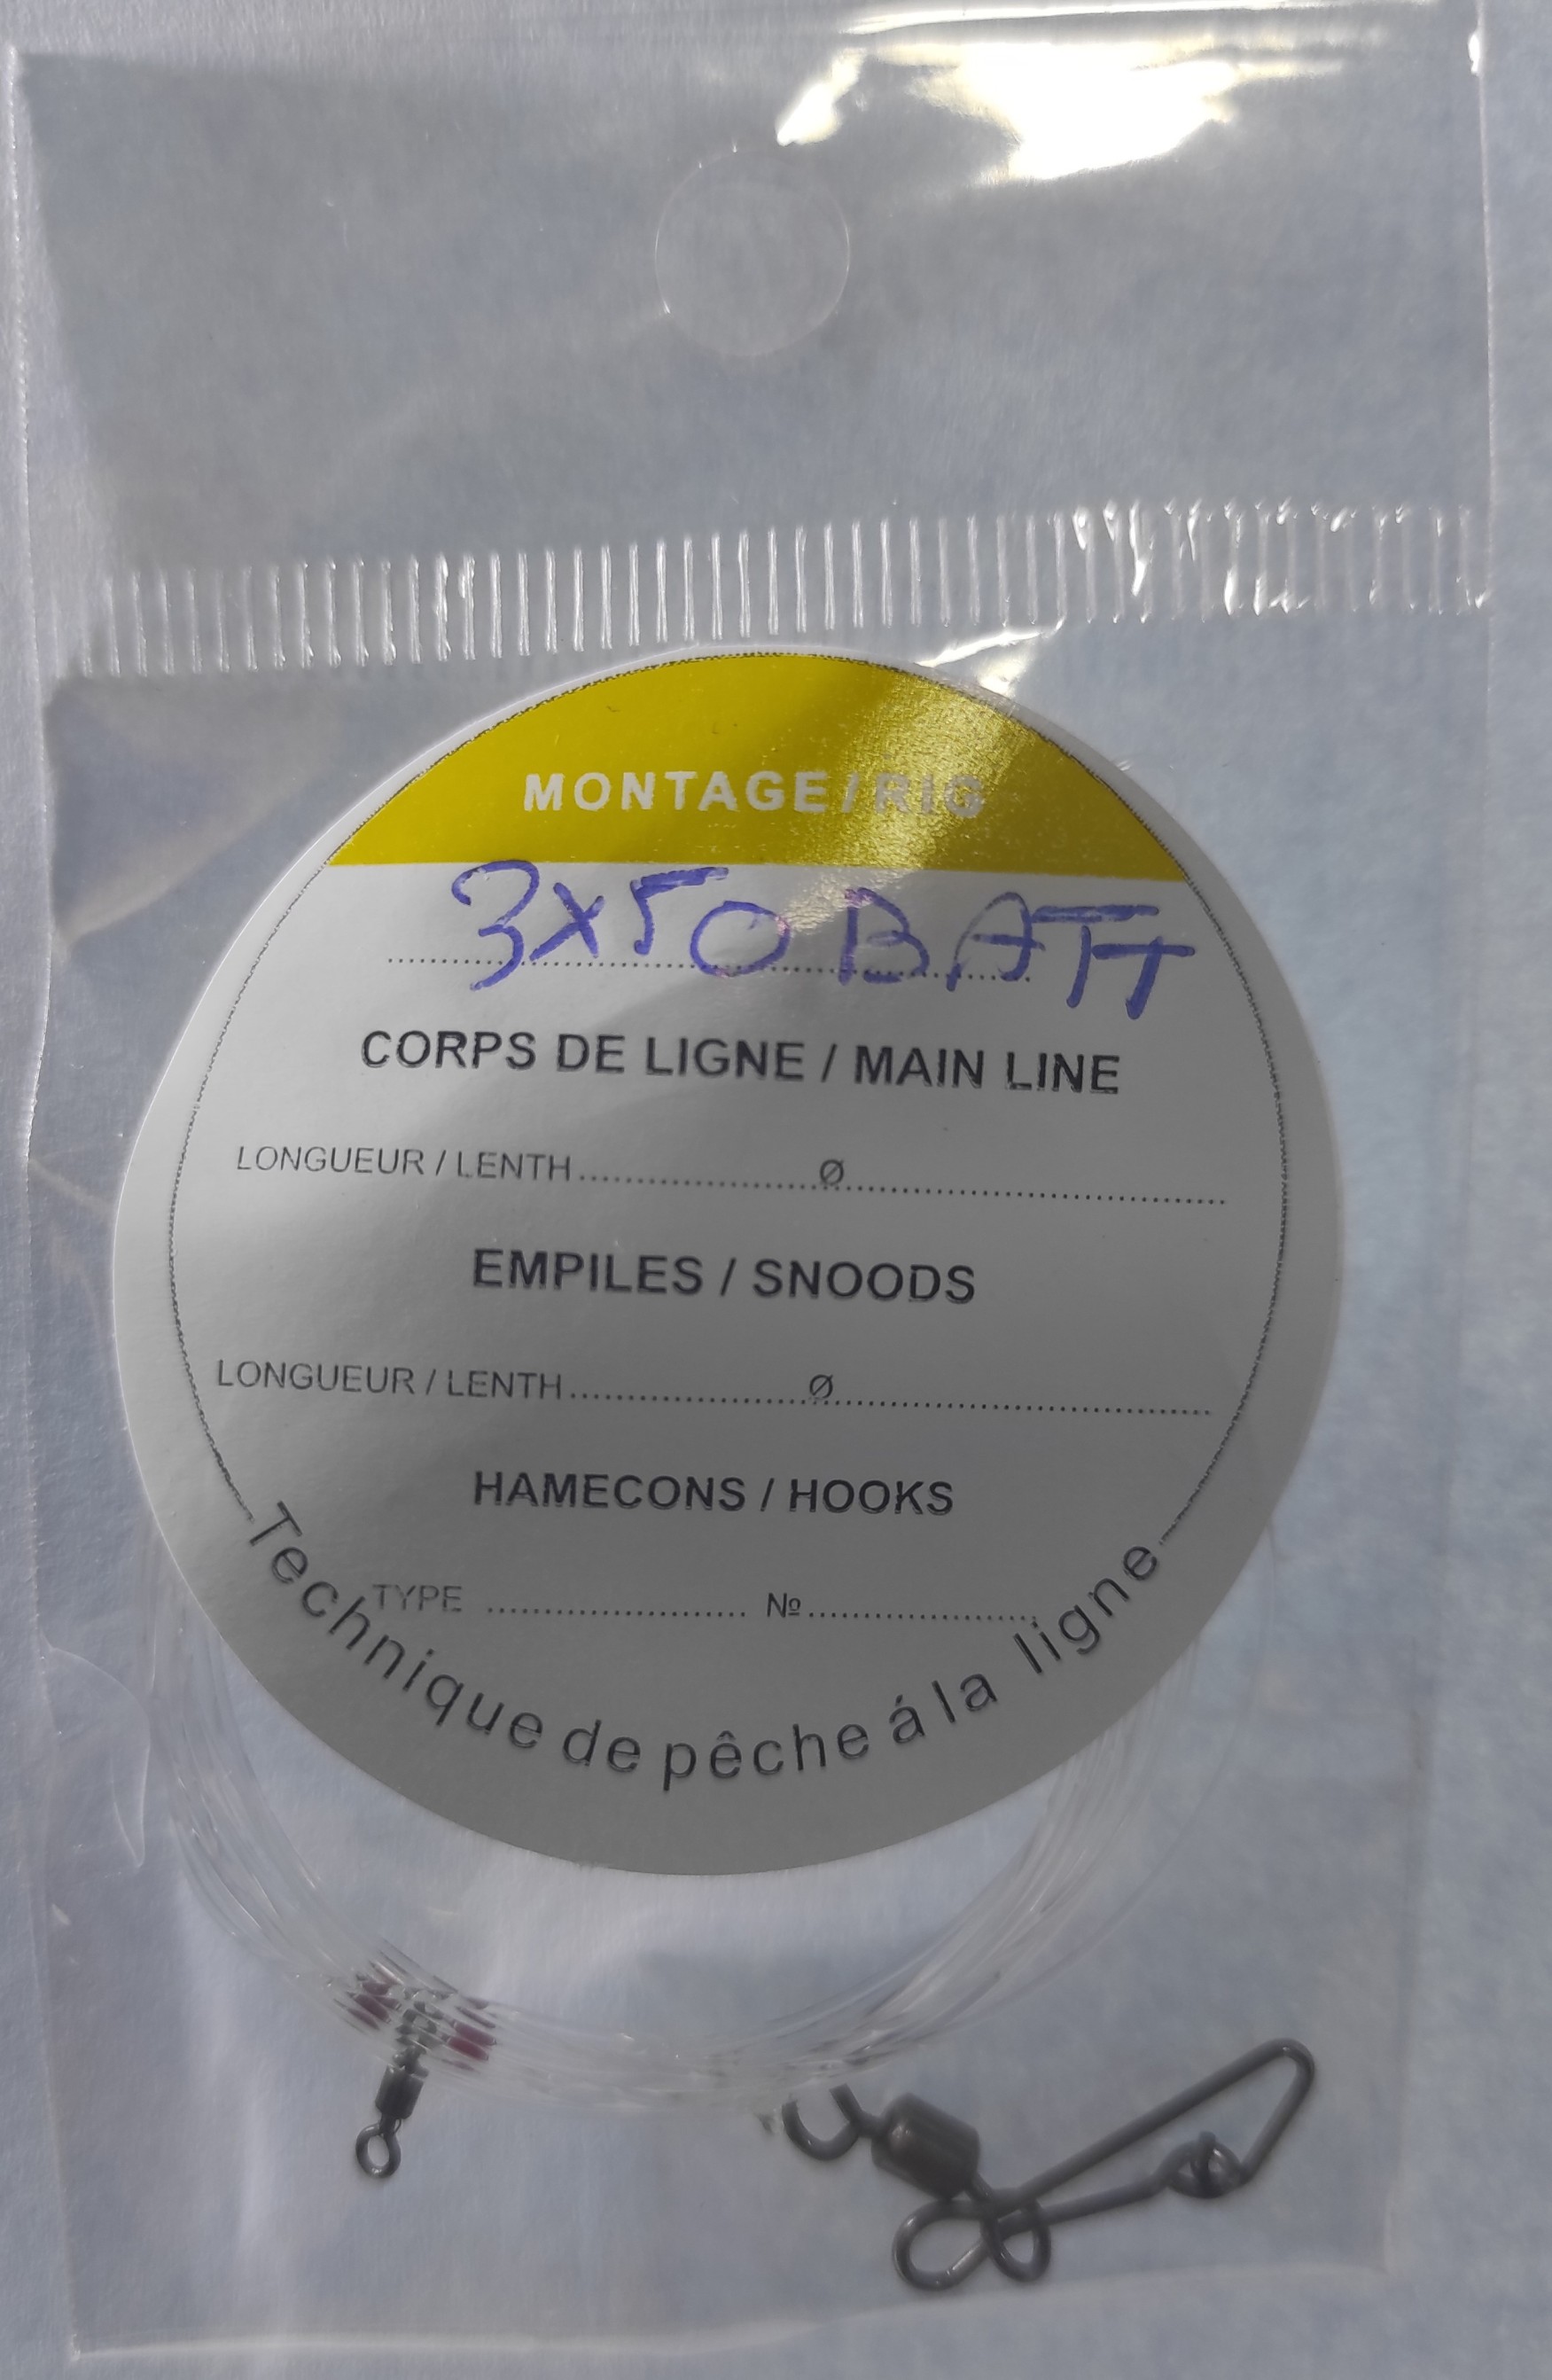 MONTAGE/RIG
3x50 BATT
CORPS DE LIGNE / MAIN LINE
LONGUEUR / LENTH....................Ø................................
EMPILES / SNOODS
LONGUEUR / LENTH....................Ø................................
HAMECONS / HOOKS
TYPE .................... Nº....................
Technique de pêche á la ligne